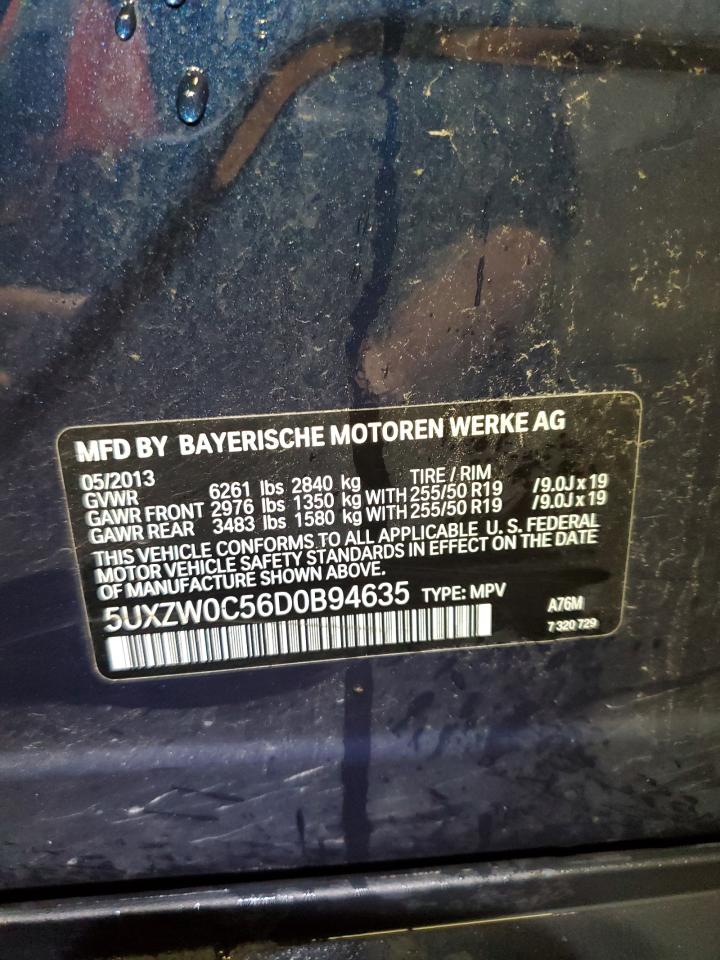 MFD BY BAYERISCHE MOTOREN WERKE AG
05/2013 TIRE / RIM
GVWR 6261 lbs 2840 kg
GAWR FRONT 2976 lbs 1350 kg WITH 255/50 R19 /9.0J x 19
GAWR REAR 3483 lbs 1580 kg WITH 255/50 R19 /9.0J x 19
THIS VEHICLE CONFORMS TO ALL APPLICABLE U. S. FEDERAL
MOTOR VEHICLE SAFETY STANDARDS IN EFFECT ON THE DATE
OF MANUFACTURE SHOWN ABOVE.
5UXZW0C56D0B94635 TYPE: MPV
A76M
7 320 729